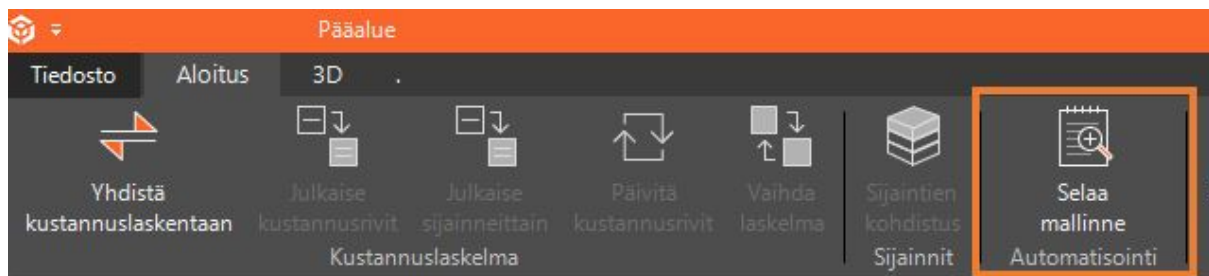 Pääalue
Tiedosto Aloitus 3D .
Yhdistä kustannuslaskentaan
Julkaise kustannusrivit
Julkaise sijainneittain
Päivitä kustannusrivit
Vaihda laskelma
Kustannuslaskelma
Sijaintien kohdistus
Sijainnit
Selaa mallinne
Automatisointi